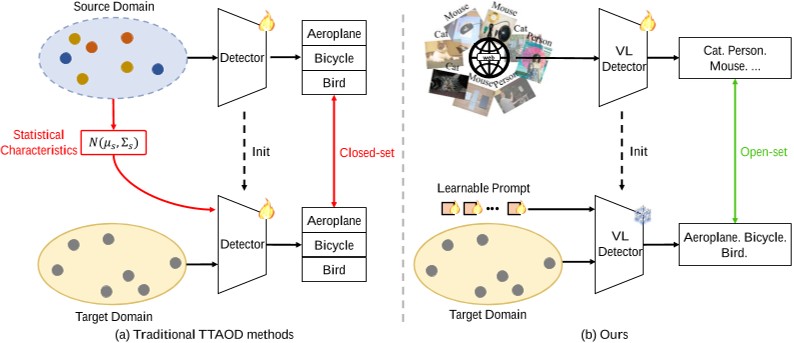 Source Domain
Detector
Aeroplane
Bicycle
Bird
Statistical
Characteristics
N(μs,Σs)
Init
Closed-set
Detector
Aeroplane
Bicycle
Bird
Target Domain
(a) Traditional TTAOD methods
Mouse
Mouse
Cat
Cat
Person
Cat
Mouse
Person
web
VL
Detector
Cat. Person.
Mouse. ...
Init
Open-set
Learnable Prompt
...
VL
Detector
Aeroplane. Bicycle.
Bird.
Target Domain
(b) Ours